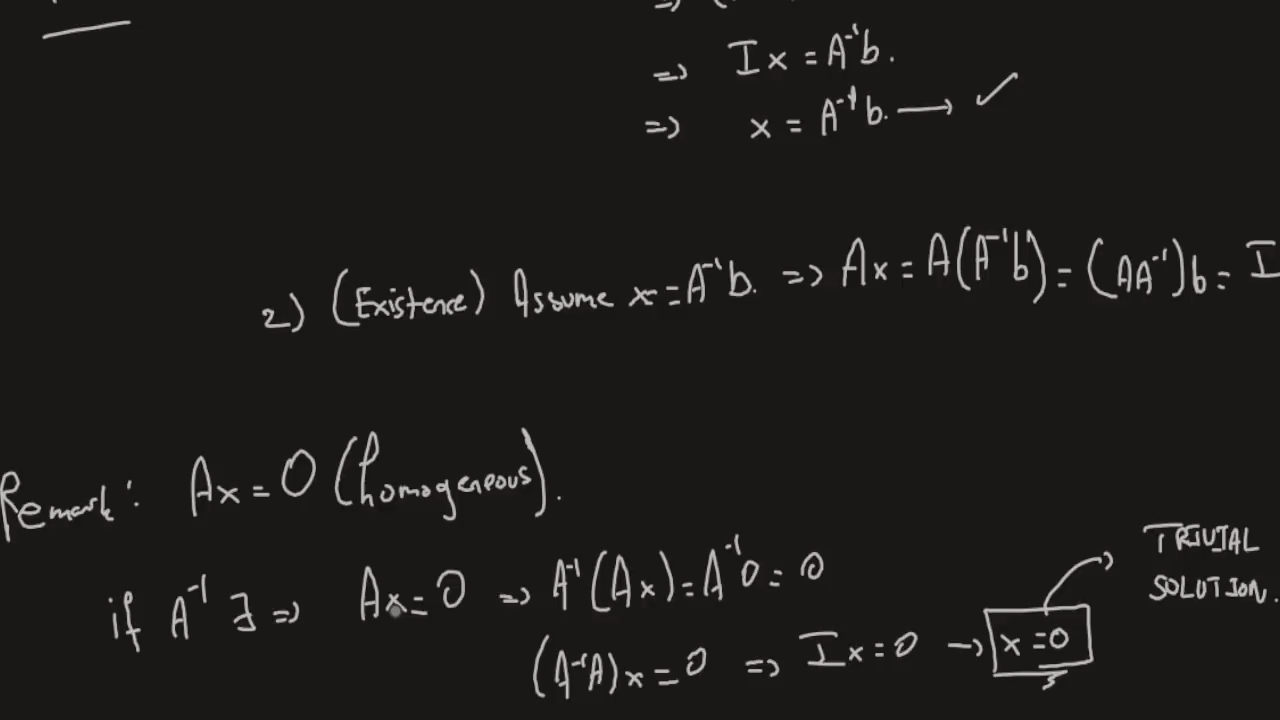 => Ix = A⁻¹b.
=> x = A⁻¹b. ⟶ ✓
2) (Existence) Assume x = A⁻¹b. => Ax = A(A⁻¹b) = (AA⁻¹)b = I
Remark: Ax = 0 (homogeneous).
if A⁻¹ ∃ => Ax = 0 => A⁻¹(Ax) = A⁻¹0 = 0
(A⁻¹A)x = 0 => Ix = 0 → x = 0
TRIVIAL
SOLUTION.